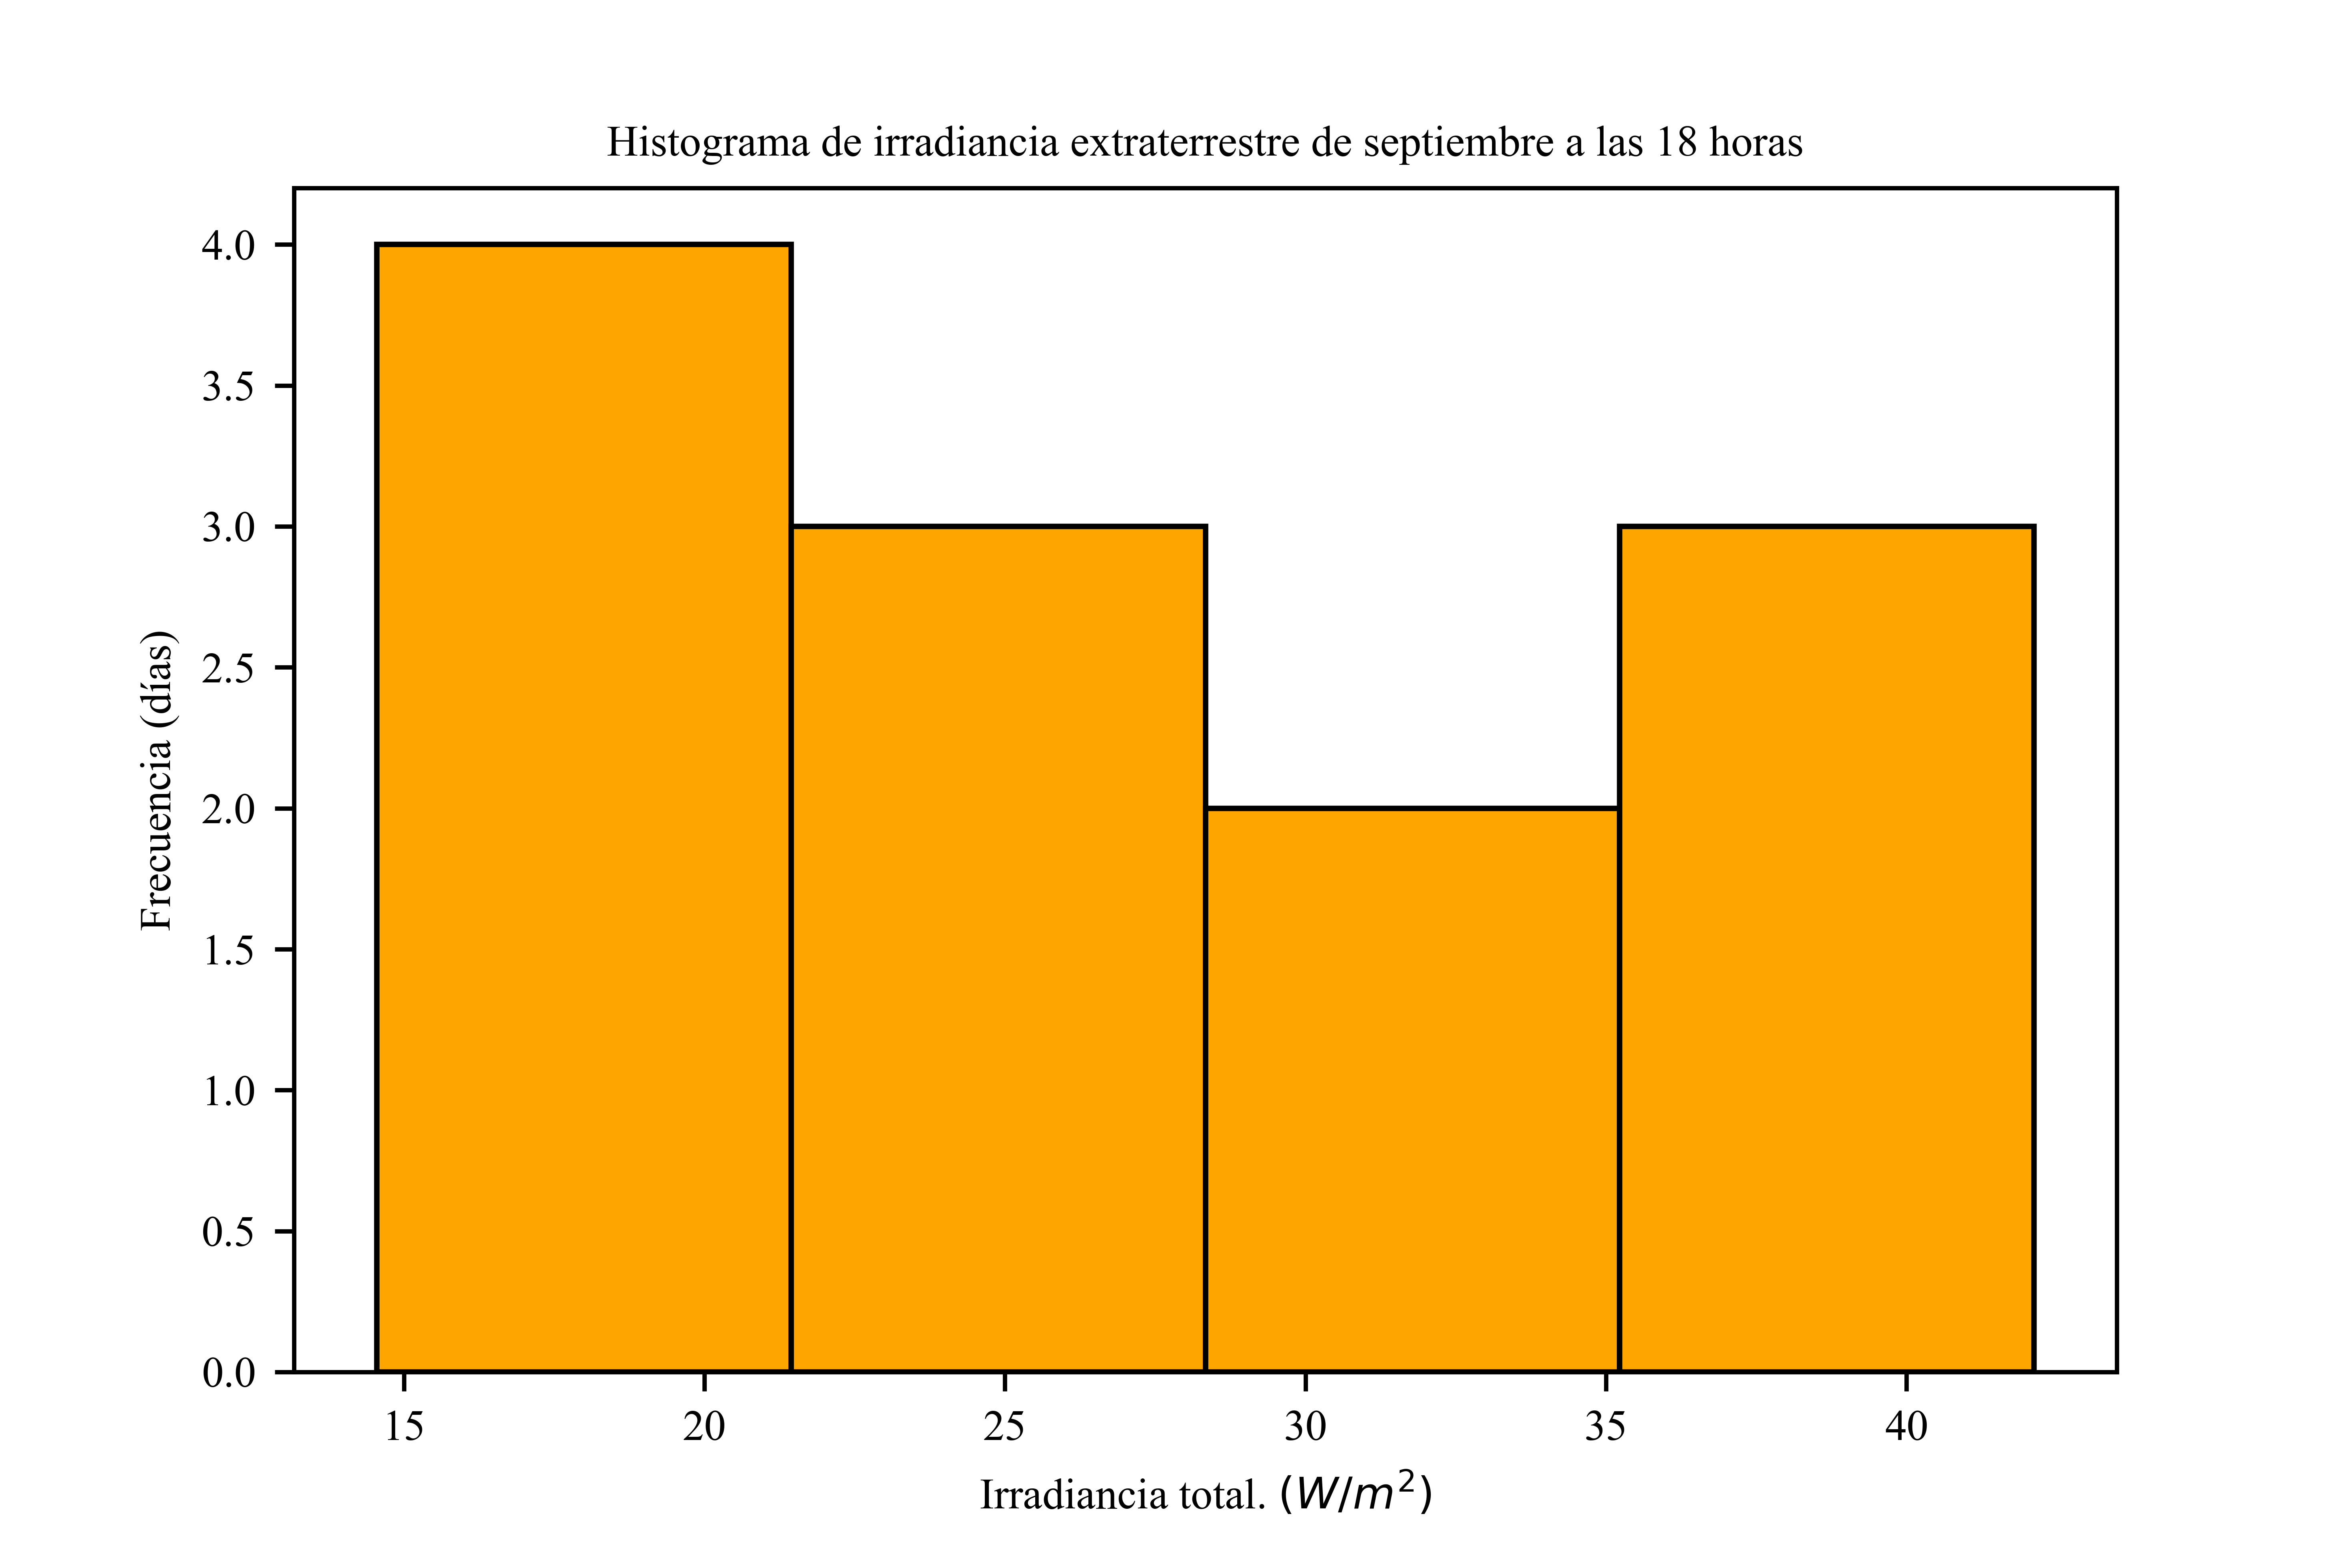 Histograma de irradiancia extraterrestre de septiembre a las 18 horas
4.0
3.5
3.0
2.5
2.0
1.5
1.0
0.5
0.0
Frecuencia (días)
15 20 25 30 35 40
Irradiancia total. (W/m²)